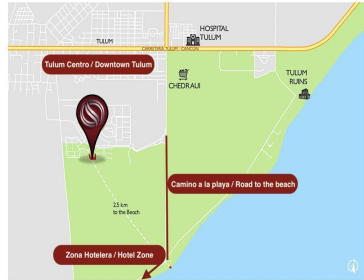 HOSPITAL
TULUM
TULUM
CARRETERA TULUM - CANCUN
Tulum Centro / Downtown Tulum
CHEDRAUI
TULUM
RUINS
Camino a la playa / Road to the beach
2.5 km
to the Beach
Zona Hotelera / Hotel Zone